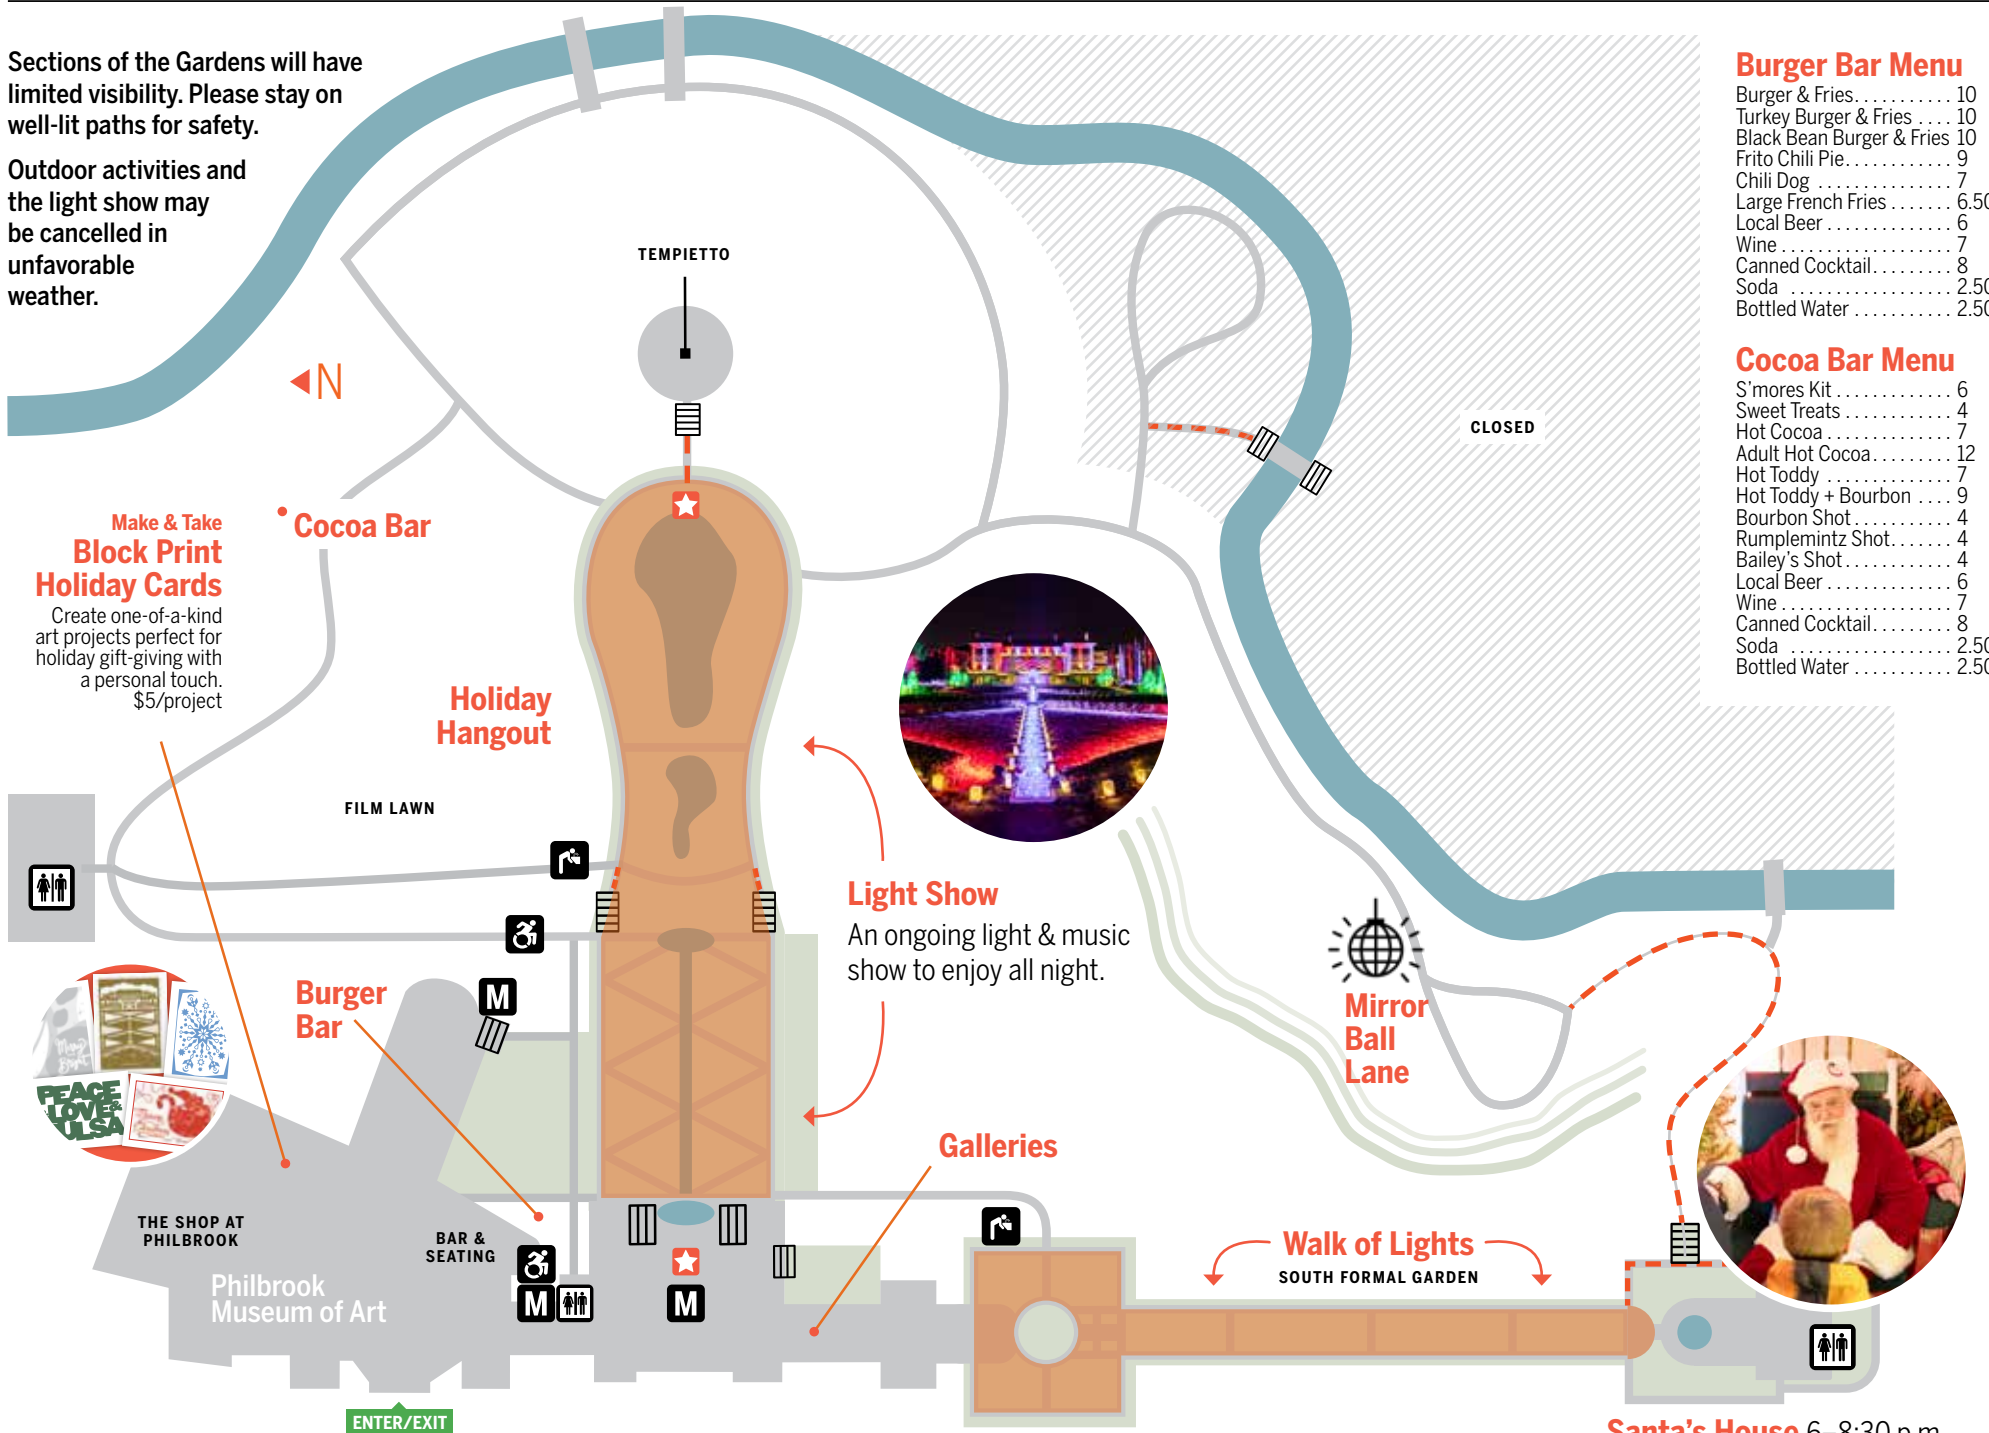 Sections of the Gardens will have
limited visibility. Please stay on
well-lit paths for safety.
Outdoor activities and
the light show may
be cancelled in
unfavorable
weather.
N
TEMPIETTO
CLOSED
Burger Bar Menu
Burger & Fries........... 10
Turkey Burger & Fries .... 10
Black Bean Burger & Fries 10
Frito Chili Pie............ 9
Chili Dog ............... 7
Large French Fries ....... 6.50
Local Beer .............. 6
Wine ................... 7
Canned Cocktail......... 8
Soda .................. 2.50
Bottled Water ........... 2.50
Cocoa Bar Menu
S'mores Kit ............. 6
Sweet Treats ............ 4
Hot Cocoa .............. 7
Adult Hot Cocoa......... 12
Hot Toddy .............. 7
Hot Toddy + Bourbon .... 9
Bourbon Shot ........... 4
Rumplemintz Shot....... 4
Bailey's Shot ............ 4
Local Beer .............. 6
Wine ................... 7
Canned Cocktail......... 8
Soda .................. 2.50
Bottled Water ........... 2.50
Make & Take
Block Print
Holiday Cards
Create one-of-a-kind
art projects perfect for
holiday gift-giving with
a personal touch.
$5/project
Cocoa Bar
Holiday
Hangout
FILM LAWN
Light Show
An ongoing light & music
show to enjoy all night.
Mirror
Ball
Lane
Burger
Bar
M
PEACE
LOVE &
ULSA
Galleries
THE SHOP AT
PHILBROOK
BAR &
SEATING
Philbrook
Museum of Art
M
M
Walk of Lights
SOUTH FORMAL GARDEN
ENTER/EXIT
Santa's House 6–8:30 p.m.